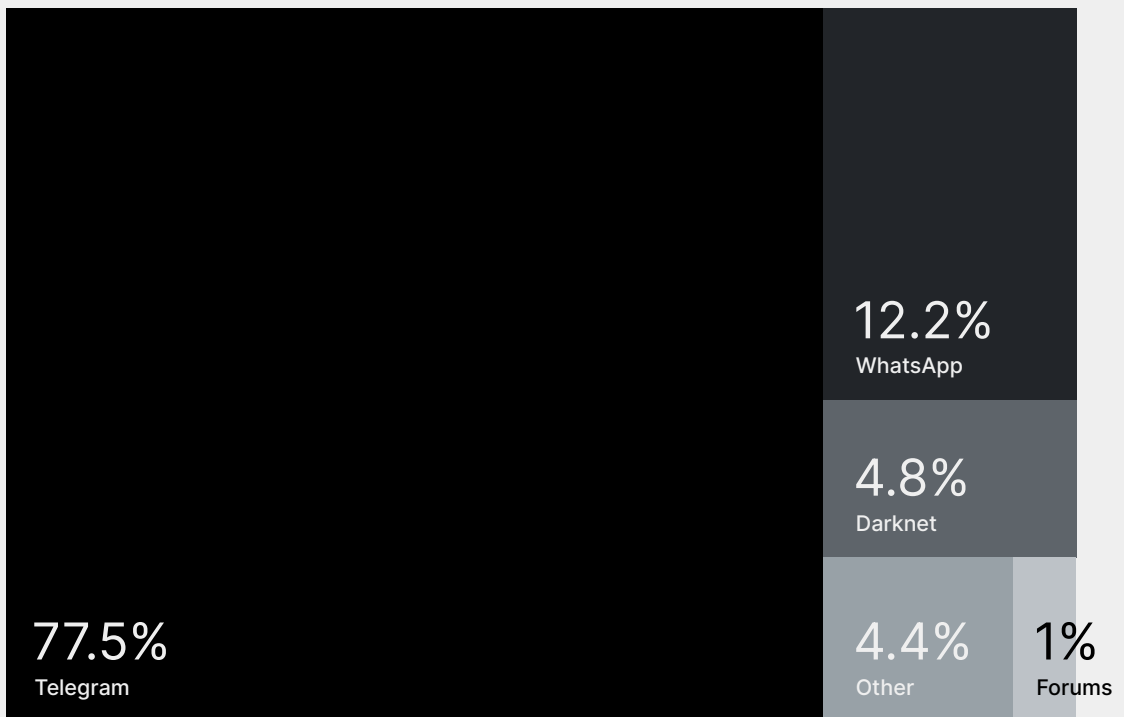 12.2%
WhatsApp
4.8%
Darknet
77.5%
Telegram
4.4%
Other
1%
Forums